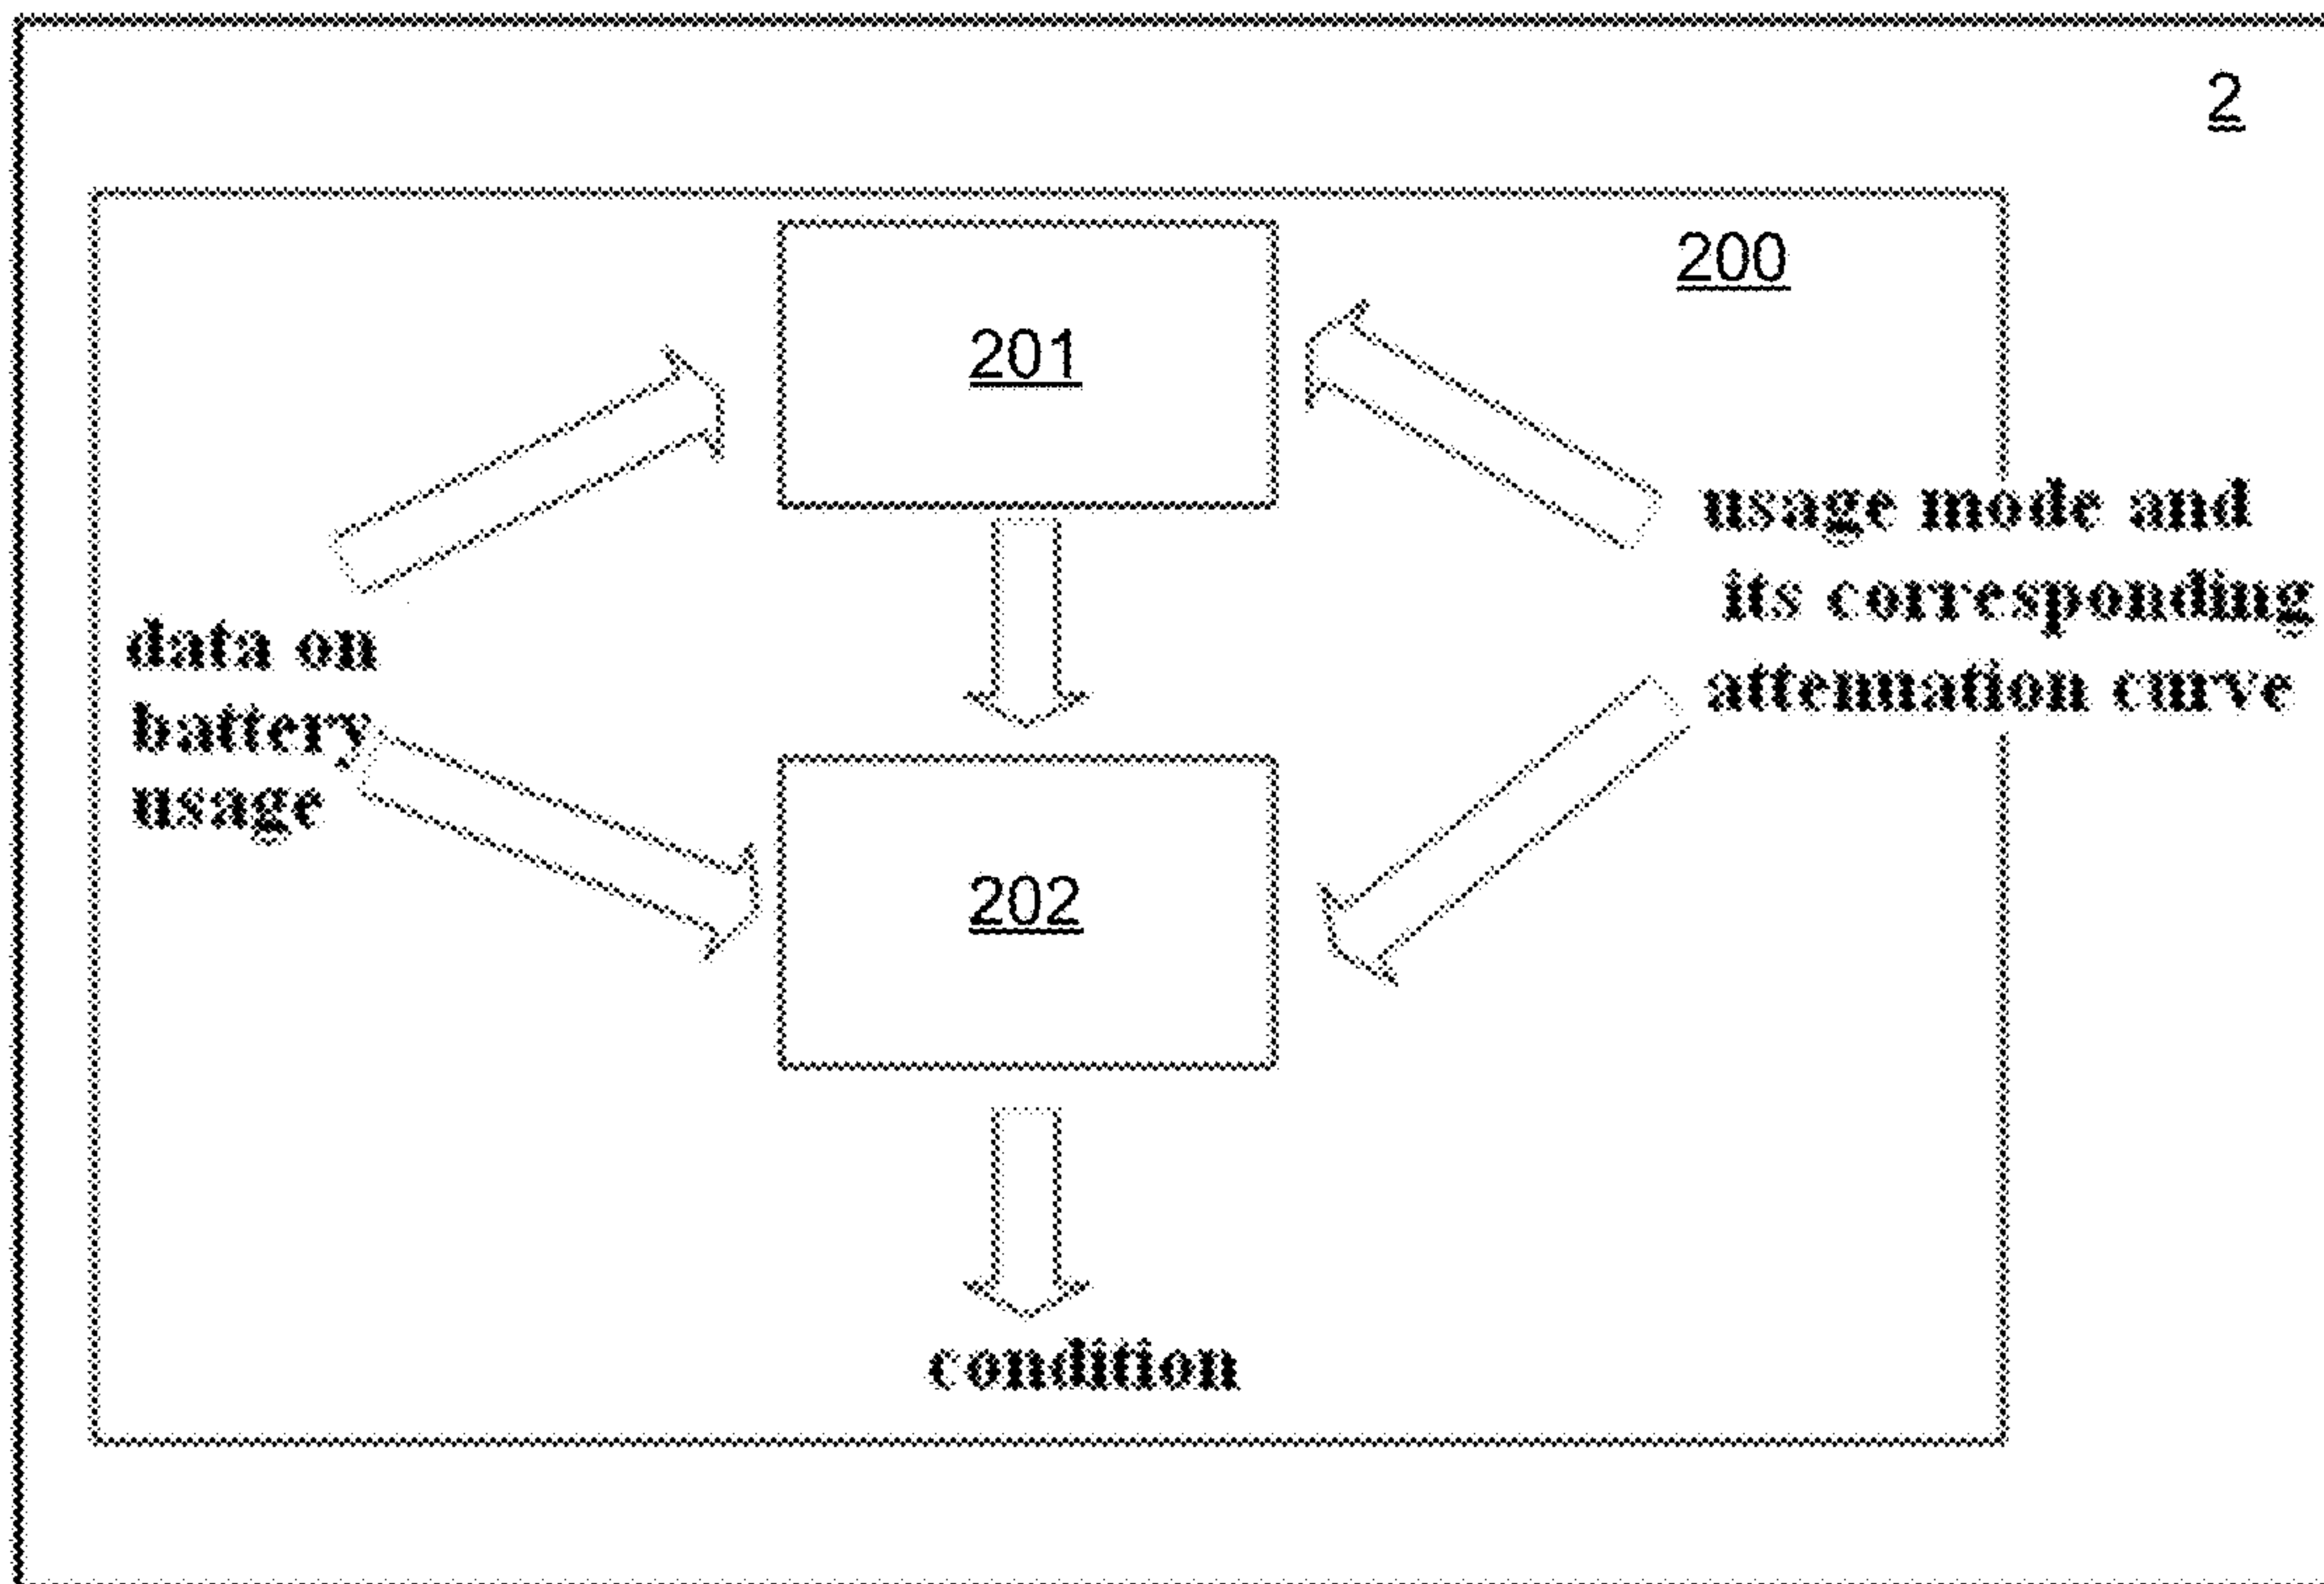 2
200
201
usage mode and
its corresponding
attenuation curve
data on
battery
usage
202
condition